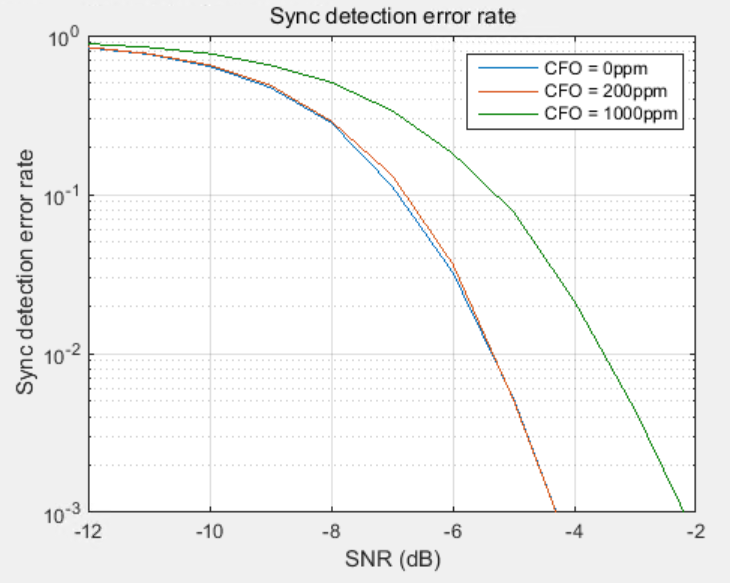 Sync detection error rate
10^0
10^-1
10^-2
10^-3
Sync detection error rate
CFO = 0ppm
CFO = 200ppm
CFO = 1000ppm
-12 -10 -8 -6 -4 -2
SNR (dB)